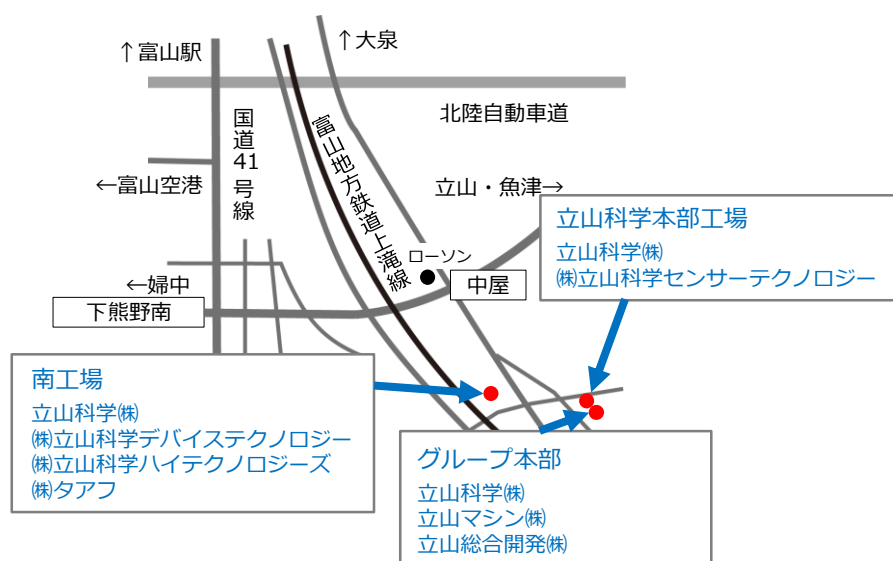 ↑大泉
↑富山駅
北陸自動車道
国道41号線
富山地方鉄道上滝線
←富山空港
立山・魚津→
立山科学本部工場
立山科学㈱
㈱立山科学センサーテクノロジー
ローソン
中屋
←婦中
下熊野南
南工場
立山科学㈱
㈱立山科学デバイステクノロジー
㈱立山科学ハイテクノロジーズ
㈱タアフ
グループ本部
立山科学㈱
立山マシン㈱
立山総合開発㈱